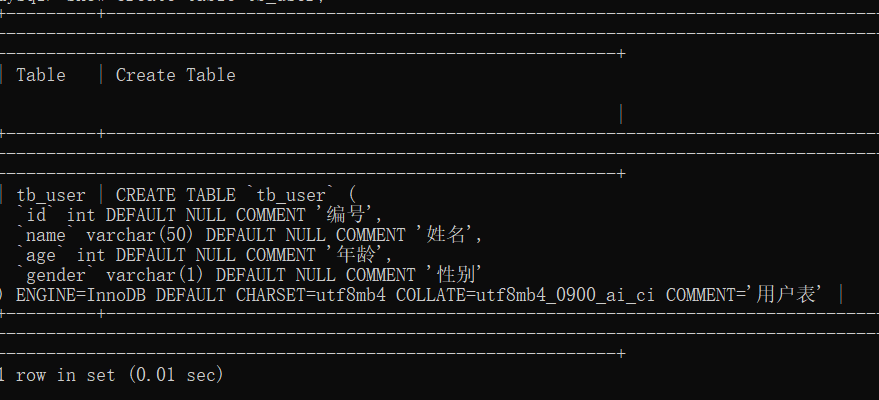 mysql> show create table tb_user;
| Table | Create Table
|
| tb_user | CREATE TABLE `tb_user` (
`id` int DEFAULT NULL COMMENT '编号',
`name` varchar(50) DEFAULT NULL COMMENT '姓名',
`age` int DEFAULT NULL COMMENT '年龄',
`gender` varchar(1) DEFAULT NULL COMMENT '性别'
) ENGINE=InnoDB DEFAULT CHARSET=utf8mb4 COLLATE=utf8mb4_0900_ai_ci COMMENT='用户表' |
1 row in set (0.01 sec)